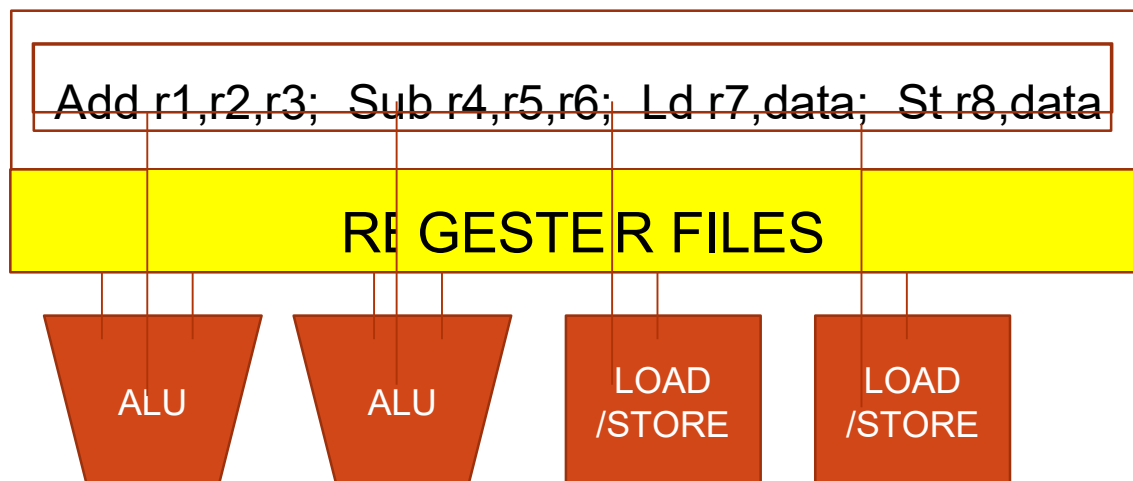 Add r1,r2,r3; Sub r4,r5,r6; Ld r7,data; St r8,data
REGESTER FILES
ALU
ALU
LOAD
/STORE
LOAD
/STORE